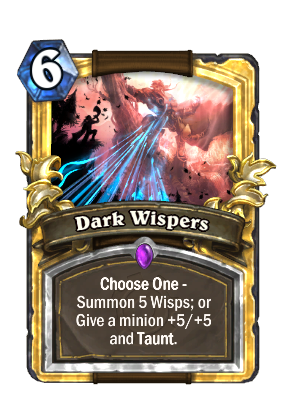 6
Dark Wispers
Choose One -
Summon 5 Wisps; or
Give a minion +5/+5
and Taunt.